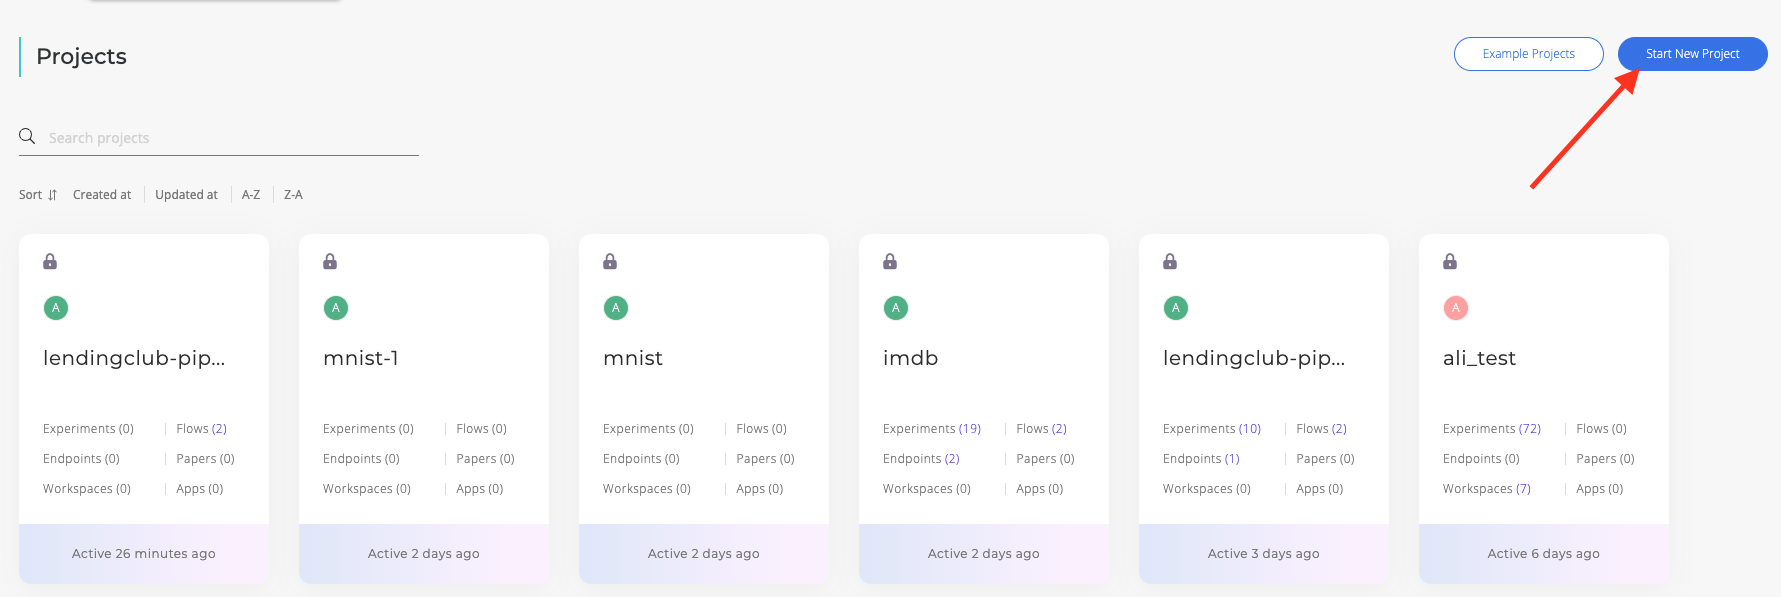 Projects
Example Projects
Start New Project
Search projects
Sort Created at Updated at A-Z Z-A
A
lendingclub-pip...
Experiments (0) Flows (2)
Endpoints (0) Papers (0)
Workspaces (0) Apps (0)
Active 26 minutes ago
A
mnist-1
Experiments (0) Flows (0)
Endpoints (0) Papers (0)
Workspaces (0) Apps (0)
Active 2 days ago
A
mnist
Experiments (0) Flows (0)
Endpoints (0) Papers (0)
Workspaces (0) Apps (0)
Active 2 days ago
A
imdb
Experiments (19) Flows (2)
Endpoints (2) Papers (0)
Workspaces (0) Apps (0)
Active 2 days ago
A
lendingclub-pip...
Experiments (10) Flows (2)
Endpoints (1) Papers (0)
Workspaces (0) Apps (0)
Active 3 days ago
A
ali_test
Experiments (72) Flows (0)
Endpoints (0) Papers (0)
Workspaces (7) Apps (0)
Active 6 days ago